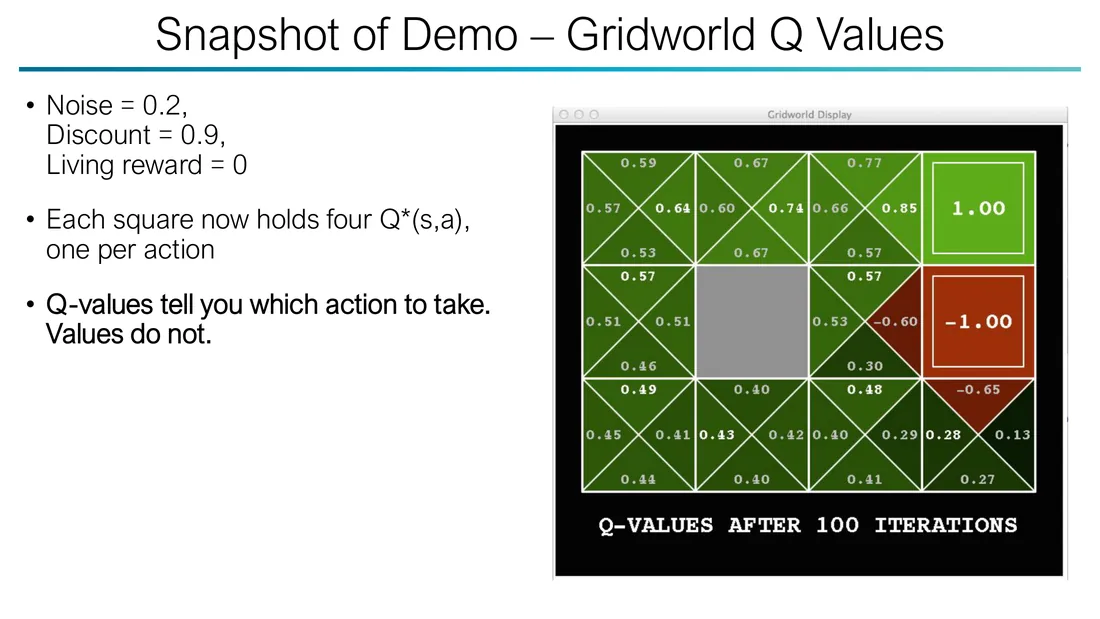 Snapshot of Demo – Gridworld Q Values
• Noise = 0.2,
Discount = 0.9,
Living reward = 0
• Each square now holds four Q*(s,a),
one per action
• Q-values tell you which action to take.
Values do not.
Gridworld Display
0.59 0.67 0.77
0.57 0.64 0.60 0.74 0.66 0.85 1.00
0.53 0.67 0.57
0.57 0.57
0.51 0.51 0.53 -0.60 -1.00
0.46 0.30
0.49 0.40 0.48 -0.65
0.45 0.41 0.43 0.42 0.40 0.29 0.28 0.13
0.44 0.40 0.41 0.27
Q-VALUES AFTER 100 ITERATIONS